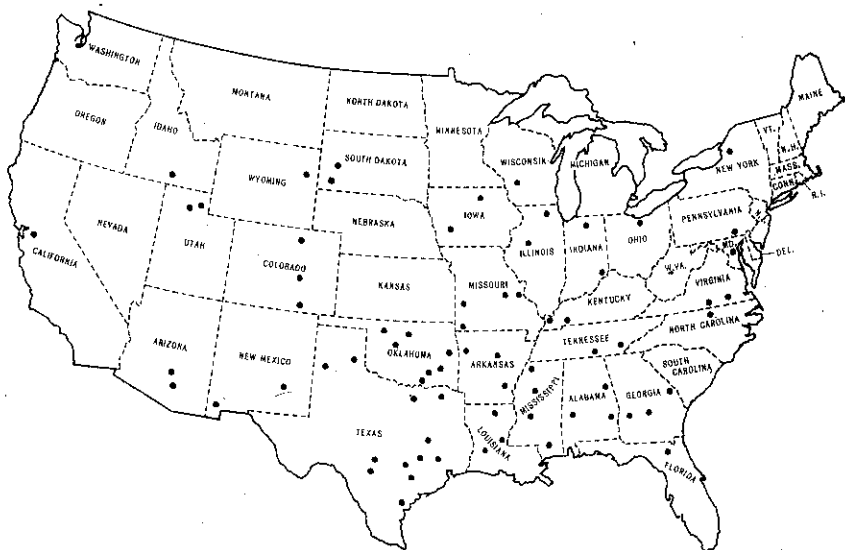 WASHINGTON
MONTANA
NORTH DAKOTA
MINNESOTA
MAINE
VT.
N.H.
OREGON
IDAHO
WYOMING
SOUTH DAKOTA
WISCONSIN
MICHIGAN
NEW YORK
MASS.
CONN.
R.I.
NEVADA
UTAH
NEBRASKA
IOWA
ILLINOIS
INDIANA
OHIO
PENNSYLVANIA
N.J.
MD.
DEL.
CALIFORNIA
COLORADO
KANSAS
MISSOURI
KENTUCKY
W.VA.
VIRGINIA
ARIZONA
NEW MEXICO
OKLAHOMA
ARKANSAS
TENNESSEE
NORTH CAROLINA
SOUTH
CAROLINA
TEXAS
LOUISIANA
MISSISSIPPI
ALABAMA
GEORGIA
FLORIDA